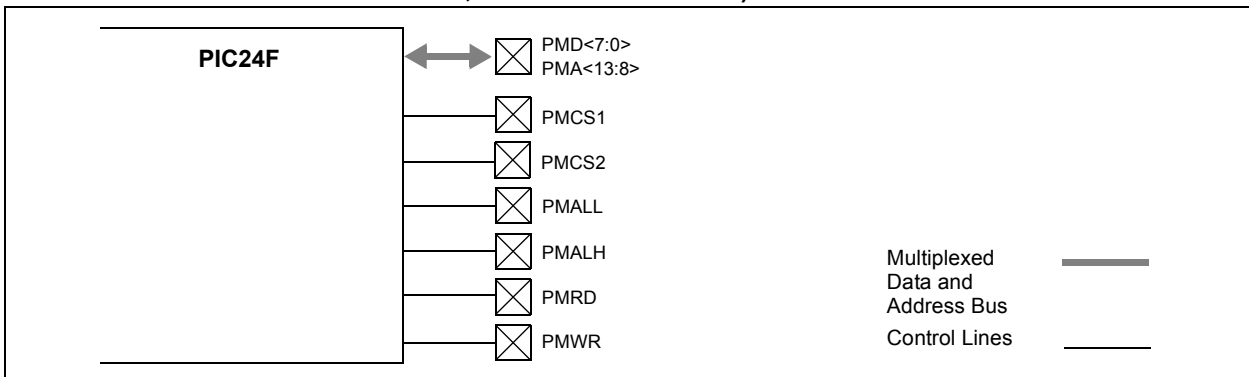 PIC24F
PMD<7:0>
PMA<13:8>
PMCS1
PMCS2
PMALL
PMALH
PMRD
PMWR
Multiplexed
Data and
Address Bus
Control Lines